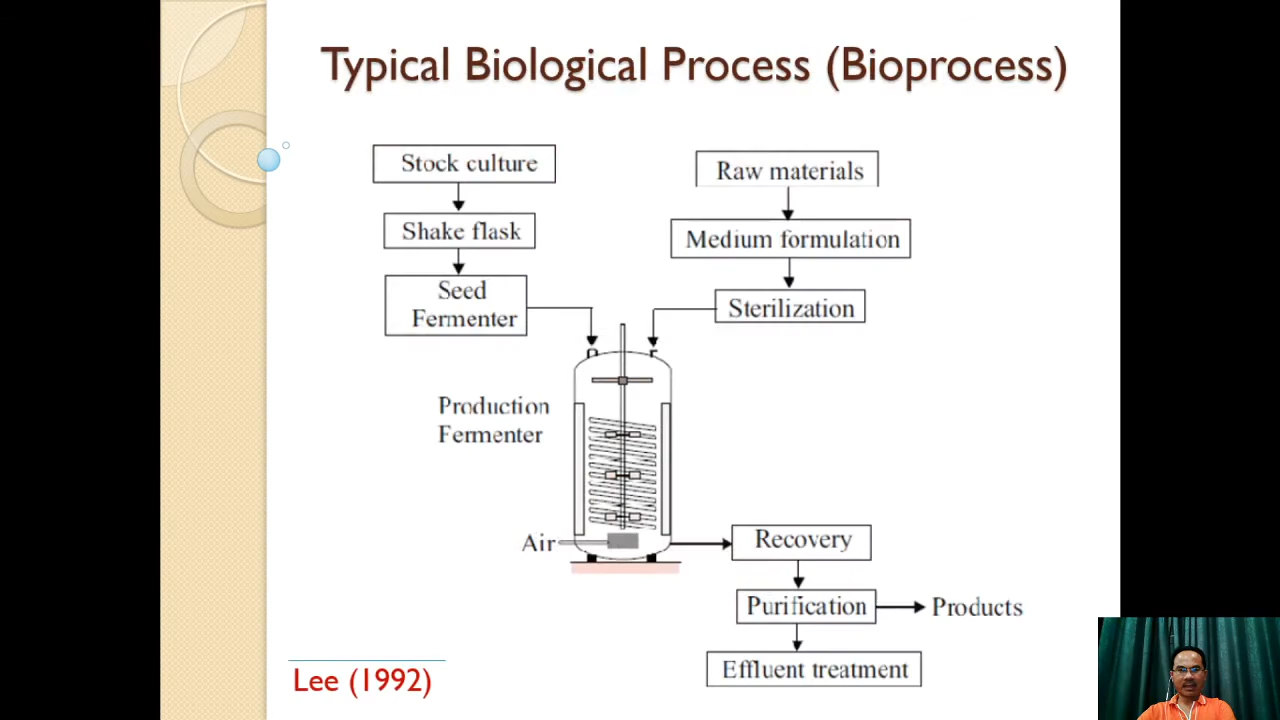 Typical Biological Process (Bioprocess)
Stock culture
Shake flask
Seed
Fermenter
Raw materials
Medium formulation
Sterilization
Production
Fermenter
Air
Recovery
Purification
Products
Effluent treatment
Lee (1992)